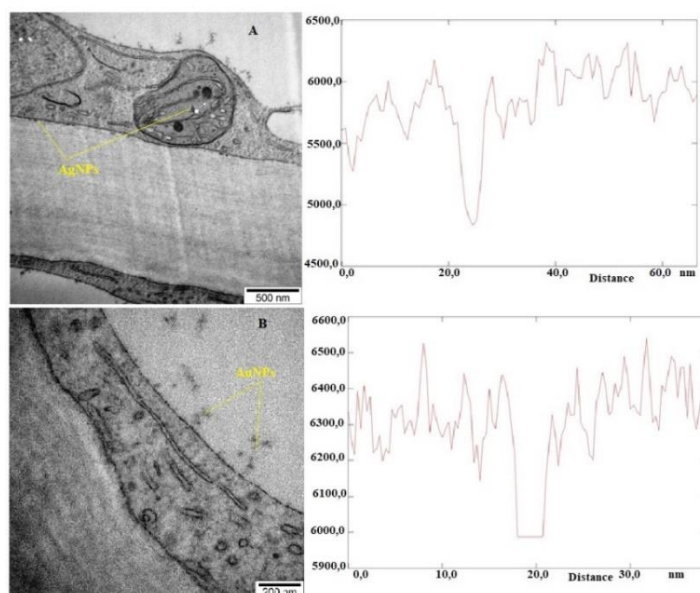 A
AgNPs
500 nm
6500,0
6000,0
5500,0
5000,0
4500,0
0,0 20,0 40,0 60,0 nm
Distance
B
AuNPs
200 nm
6600,0
6500,0
6400,0
6300,0
6200,0
6100,0
6000,0
5900,0
0,0 10,0 20,0 30,0 nm
Distance